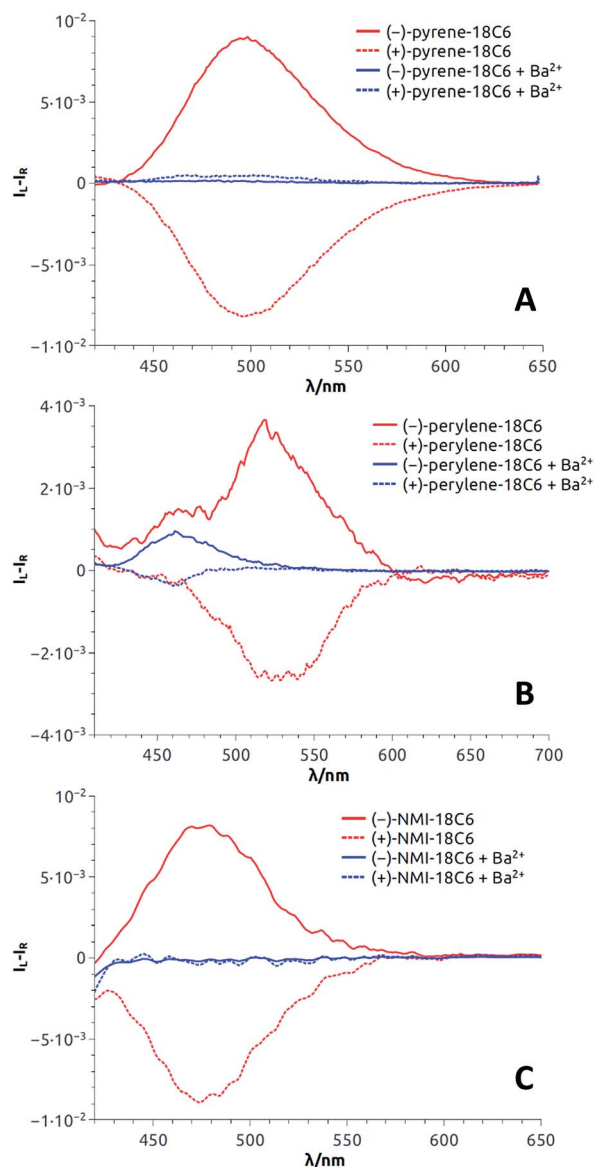 10⁻²
5·10⁻³
0
−5·10⁻³
−1·10⁻²
I_L-I_R
(−)-pyrene-18C6
(+)-pyrene-18C6
(−)-pyrene-18C6 + Ba²⁺
(+)-pyrene-18C6 + Ba²⁺
A
450 500 550 600 650
λ/nm
4·10⁻³
2·10⁻³
0
−2·10⁻³
−4·10⁻³
I_L-I_R
(−)-perylene-18C6
(+)-perylene-18C6
(−)-perylene-18C6 + Ba²⁺
(+)-perylene-18C6 + Ba²⁺
B
450 500 550 600 650 700
λ/nm
10⁻²
5·10⁻³
0
−5·10⁻³
−1·10⁻²
I_L-I_R
(−)-NMI-18C6
(+)-NMI-18C6
(−)-NMI-18C6 + Ba²⁺
(+)-NMI-18C6 + Ba²⁺
C
450 500 550 600 650
λ/nm